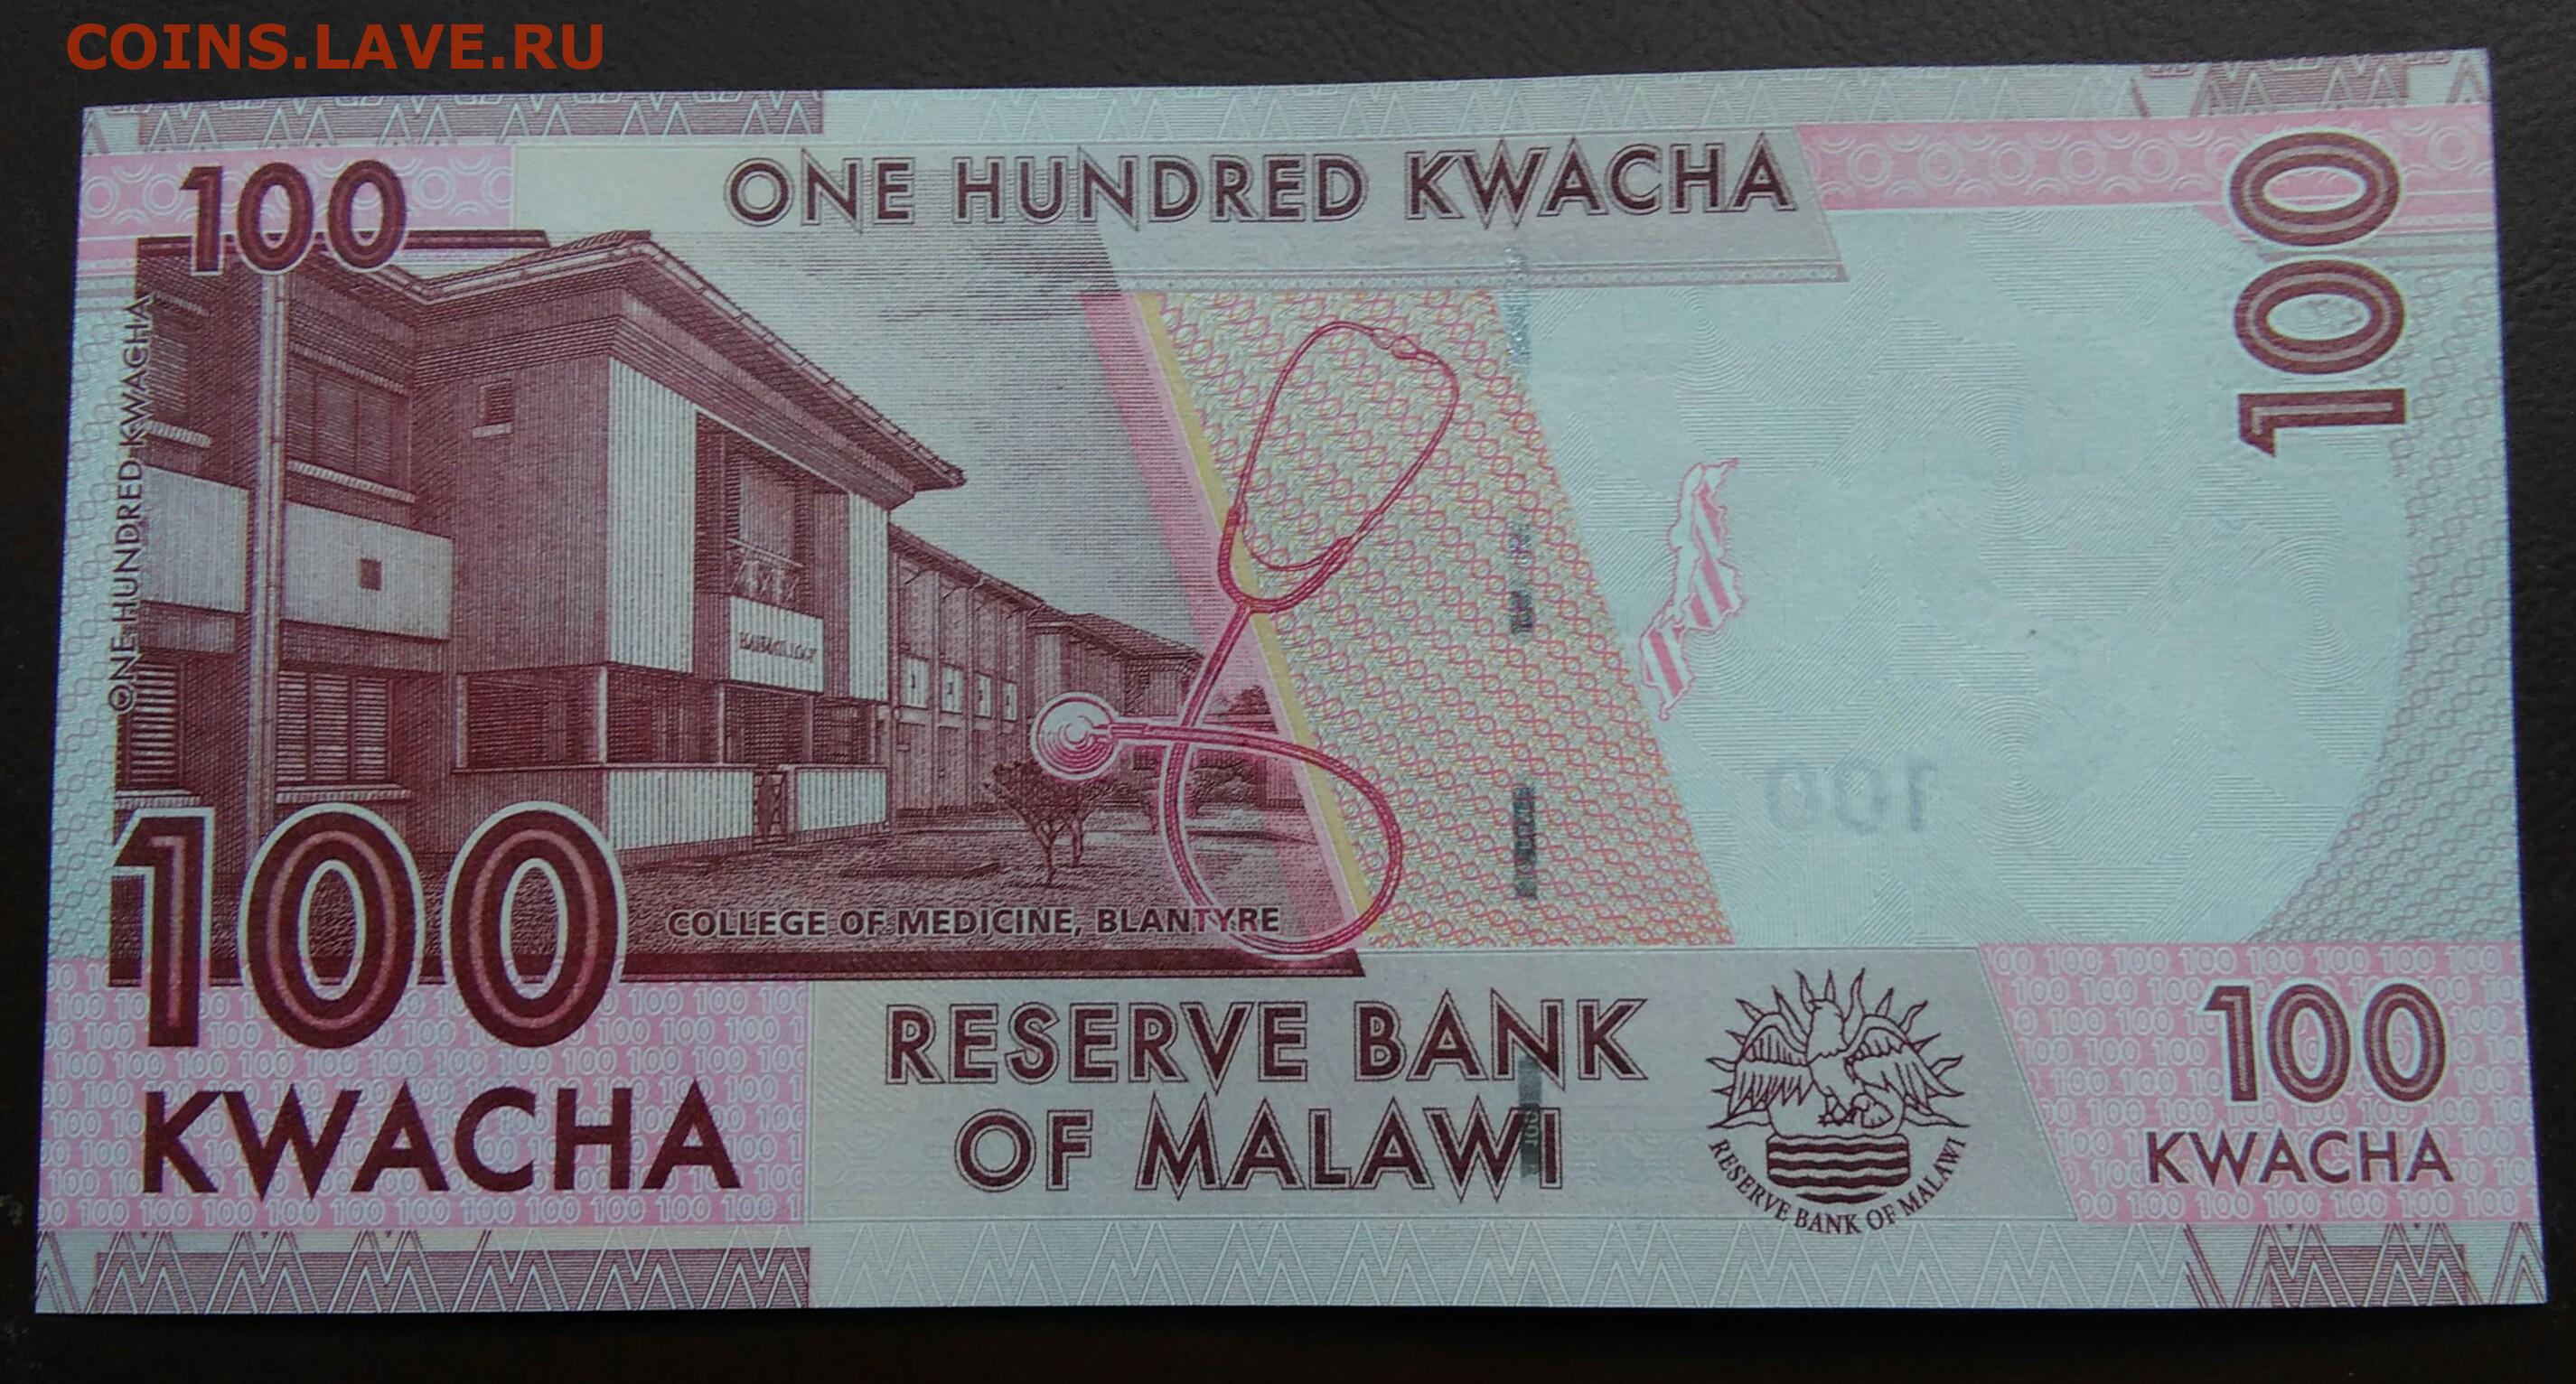 COINS.LAVE.RU
100
ONE HUNDRED KWACHA
100
ONE HUNDRED KWACHA
COLLEGE OF MEDICINE, BLANTYRE
100
100
KWACHA
RESERVE BANK
OF MALAWI
RESERVE BANK OF MALAWI
100
KWACHA